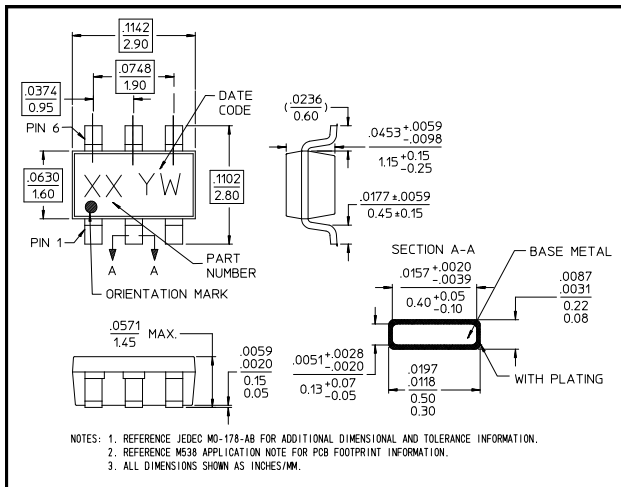 .1142
2.90
.0748
1.90
.0374
0.95
DATE
CODE
PIN 6
.0630
1.60
XX YW
.1102
2.80
PIN 1
A A
PART
NUMBER
ORIENTATION MARK
(.0236
0.60)
.0453 +.0059
-.0098
1.15 +0.15
-0.25
.0177 ±.0059
0.45 ±0.15
SECTION A-A
BASE METAL
.0157 +.0020
-.0039
0.40 +0.05
-0.10
.0087
.0031
0.22
0.08
.0051 +.0028
-.0020
0.13 +0.07
-0.05
.0197
.0118
0.50
0.30
WITH PLATING
.0571
1.45 MAX.
.0059
.0020
0.15
0.05
NOTES: 1. REFERENCE JEDEC MO-178-AB FOR ADDITIONAL DIMENSIONAL AND TOLERANCE INFORMATION.
2. REFERENCE M538 APPLICATION NOTE FOR PCB FOOTPRINT INFORMATION.
3. ALL DIMENSIONS SHOWN AS INCHES/MM.